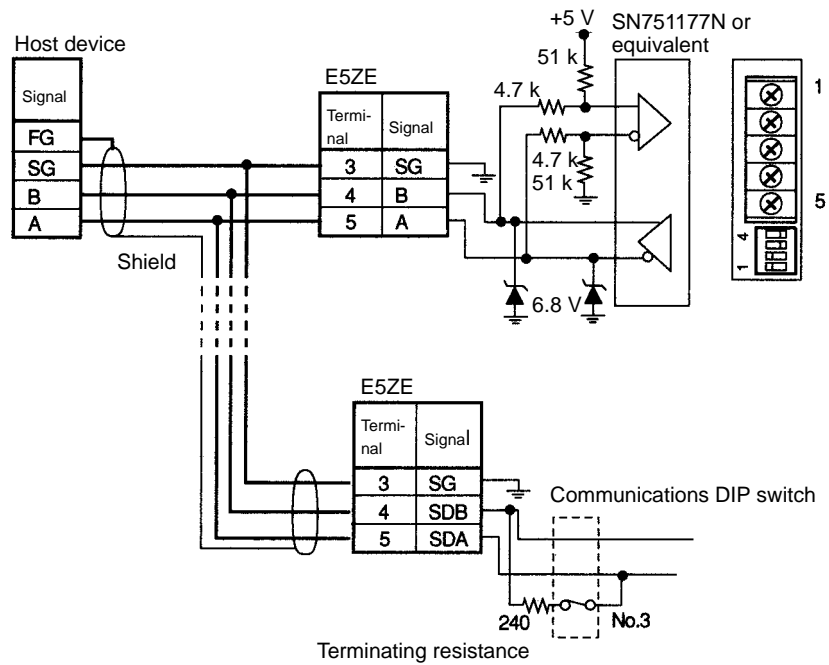 Host device
Signal
FG
SG
B
A
Shield
E5ZE
Termi-
nal
Signal
3 SG
4 B
5 A
+5 V
51 k
4.7 k
4.7 k
51 k
6.8 V
SN751177N or
equivalent
1
5
4
1
E5ZE
Termi-
nal
Signal
3 SG
4 SDB
5 SDA
Communications DIP switch
240
No.3
Terminating resistance